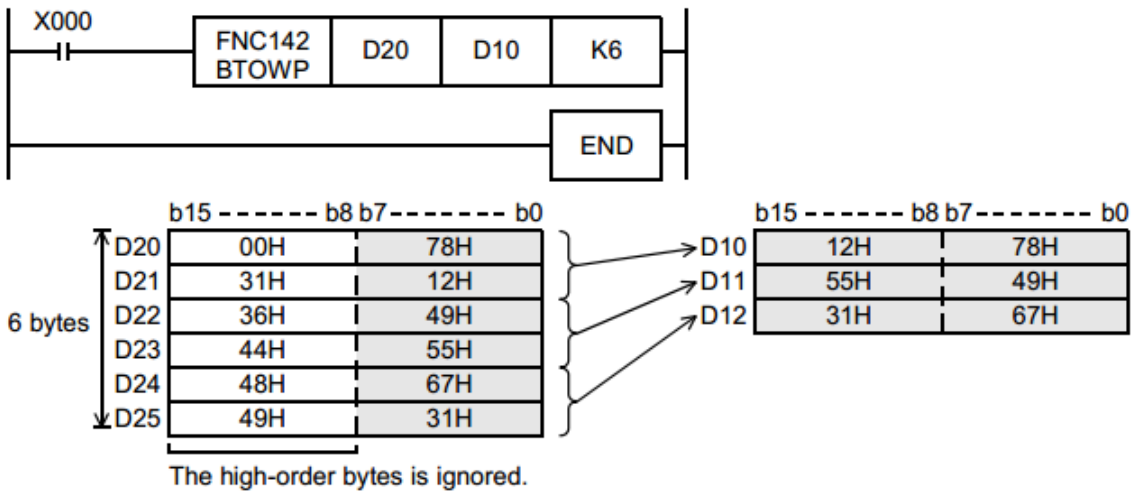 X000
FNC142 BTOWP D20 D10 K6
END
b15 ------- b8 b7 -------- b0 b15 ------- b8 b7 -------- b0
D20 00H 78H D10 12H 78H
D21 31H 12H D11 55H 49H
6 bytes D22 36H 49H D12 31H 67H
D23 44H 55H
D24 48H 67H
D25 49H 31H
The high-order bytes is ignored.